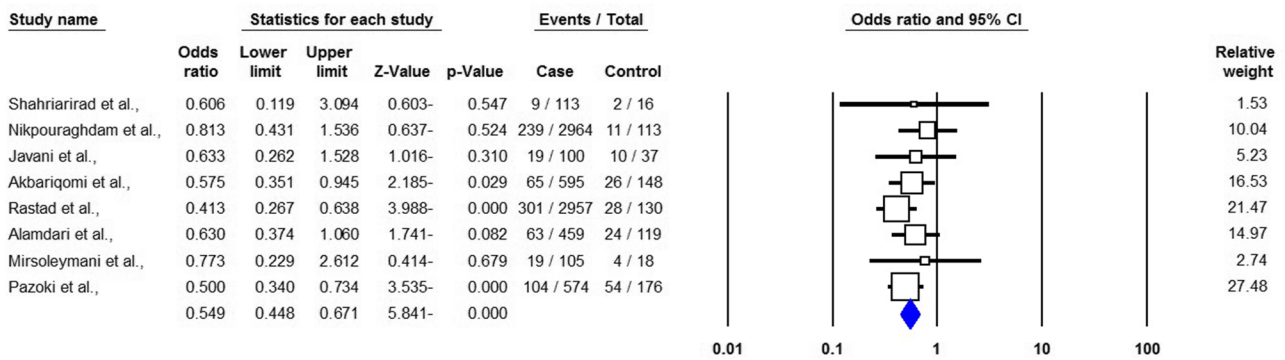 Study name Statistics for each study Events / Total Odds ratio and 95% CI
Odds Lower Upper Relative
ratio limit limit Z-Value p-Value Case Control weight
Shahriarirad et al., 0.606 0.119 3.094 0.603- 0.547 9 / 113 2 / 16 1.53
Nikpouraghdam et al., 0.813 0.431 1.536 0.637- 0.524 239 / 2964 11 / 113 10.04
Javani et al., 0.633 0.262 1.528 1.016- 0.310 19 / 100 10 / 37 5.23
Akbariqomi et al., 0.575 0.351 0.945 2.185- 0.029 65 / 595 26 / 148 16.53
Rastad et al., 0.413 0.267 0.638 3.988- 0.000 301 / 2957 28 / 130 21.47
Alamdari et al., 0.630 0.374 1.060 1.741- 0.082 63 / 459 24 / 119 14.97
Mirsoleymani et al., 0.773 0.229 2.612 0.414- 0.679 19 / 105 4 / 18 2.74
Pazoki et al., 0.500 0.340 0.734 3.535- 0.000 104 / 574 54 / 176 27.48
0.549 0.448 0.671 5.841- 0.000
0.01 0.1 1 10 100